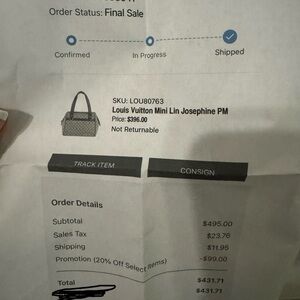 Order Status: Final Sale
Confirmed
In Progress
Shipped
SKU: LOU80763
Louis Vuitton Mini Lin Josephine PM
Price: $396.00
Not Returnable
TRACK ITEM
CONSIGN
Order Details
Subtotal $495.00
Sales Tax $23.76
Shipping $11.95
Promotion (20% Off Select Items) -$99.00
Total $431.71
$431.71